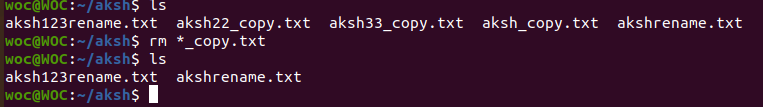 woc@WOC:~/aksh$ ls
aksh123rename.txt  aksh22_copy.txt  aksh33_copy.txt  aksh_copy.txt  akshrename.txt
woc@WOC:~/aksh$ rm *_copy.txt
woc@WOC:~/aksh$ ls
aksh123rename.txt  akshrename.txt
woc@WOC:~/aksh$